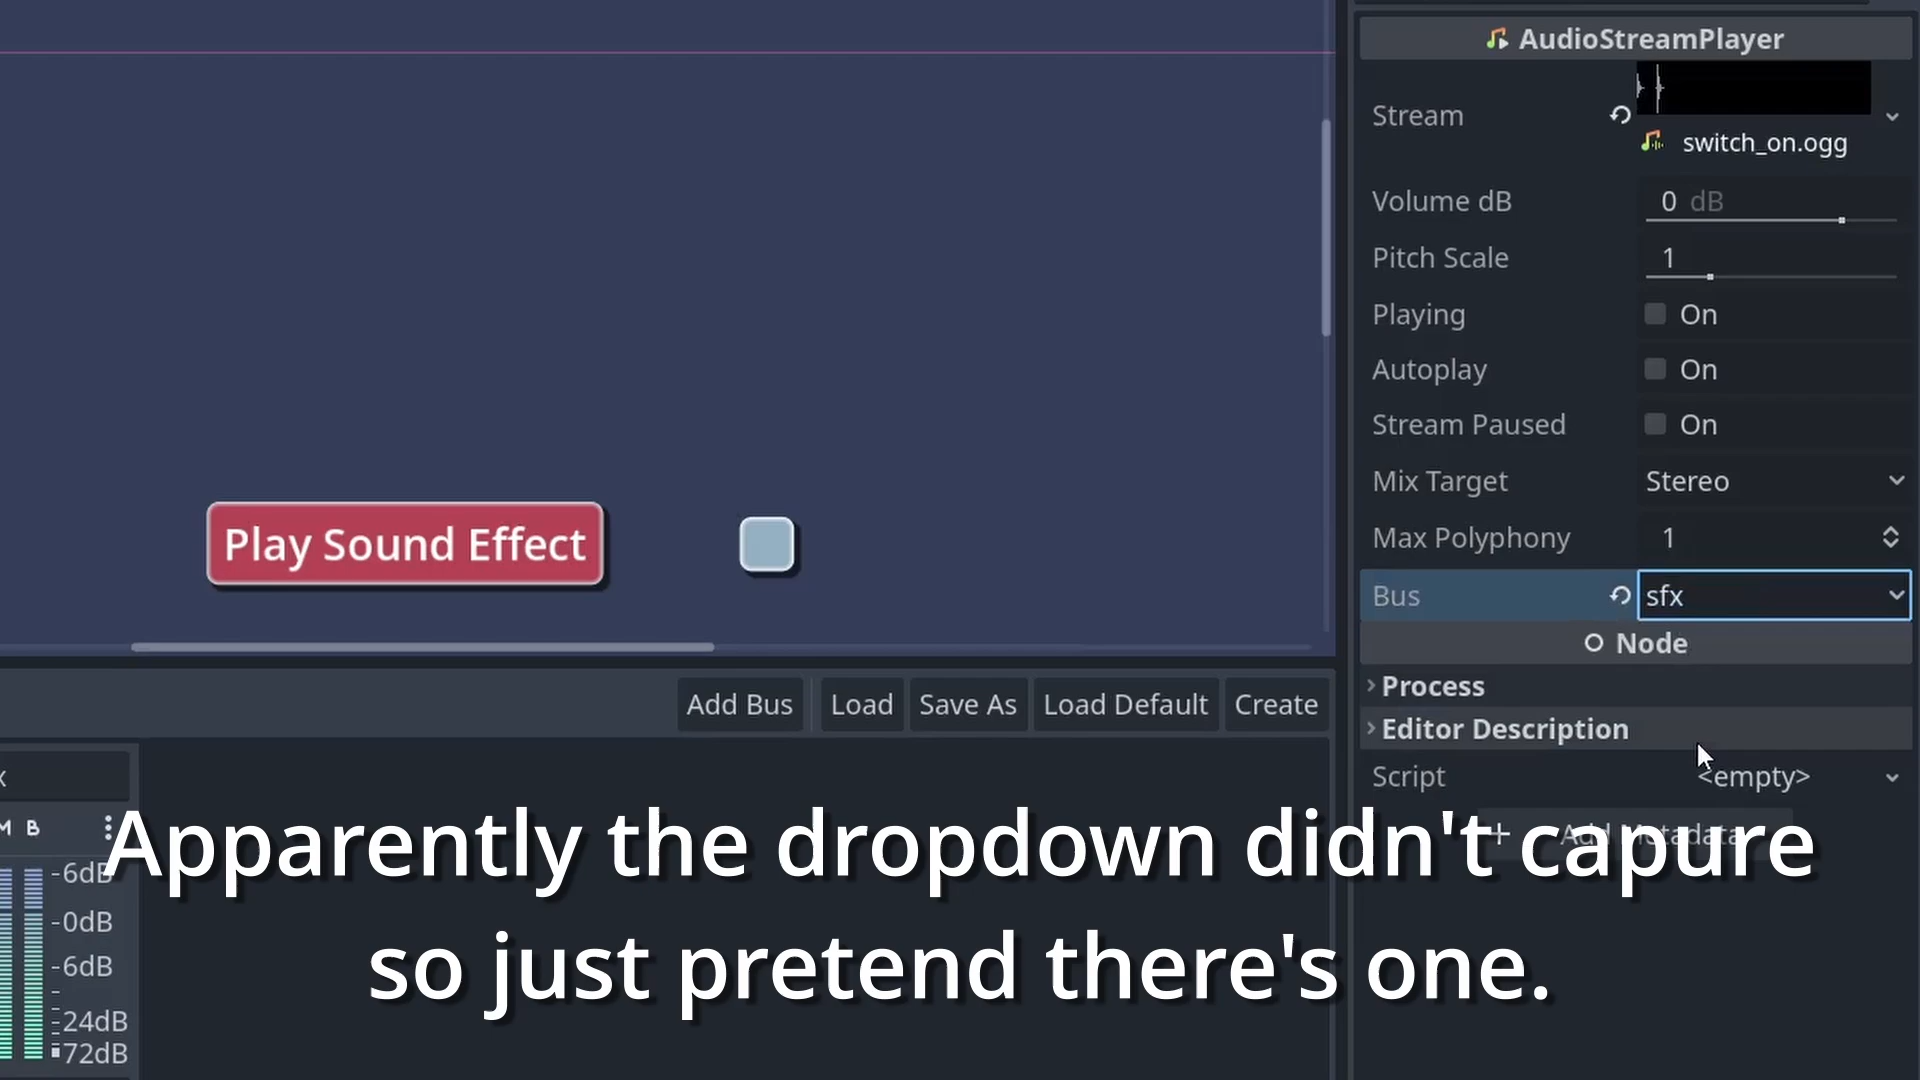 AudioStreamPlayer
Stream
switch_on.ogg
Volume dB 0 dB
Pitch Scale 1
Playing On
Autoplay On
Stream Paused On
Mix Target Stereo
Max Polyphony 1
Bus sfx
Node
Process
Editor Description
Script <empty>
Add Metadata
Play Sound Effect
Add Bus Load Save As Load Default Create
x
M B
-6dB
-0dB
-6dB
-24dB
-72dB
Apparently the dropdown didn't capure
so just pretend there's one.